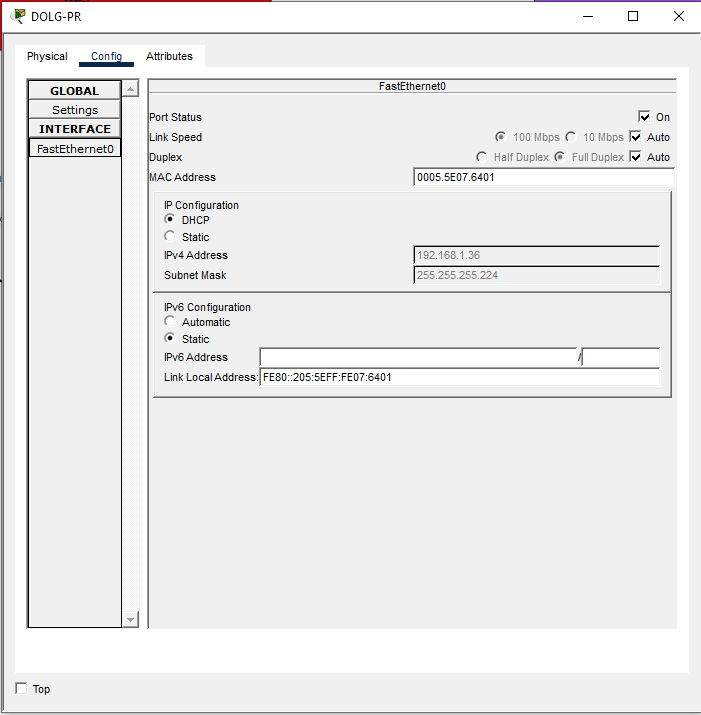 DOLG-PR
Physical Config Attributes
GLOBAL
Settings
INTERFACE
FastEthernet0
FastEthernet0
Port Status On
Link Speed 100 Mbps 10 Mbps Auto
Duplex Half Duplex Full Duplex Auto
MAC Address 0005.5E07.6401
IP Configuration
DHCP
Static
IPv4 Address 192.168.1.36
Subnet Mask 255.255.255.224
IPv6 Configuration
Automatic
Static
IPv6 Address /
Link Local Address: FE80::205:5EFF:FE07:6401
Top